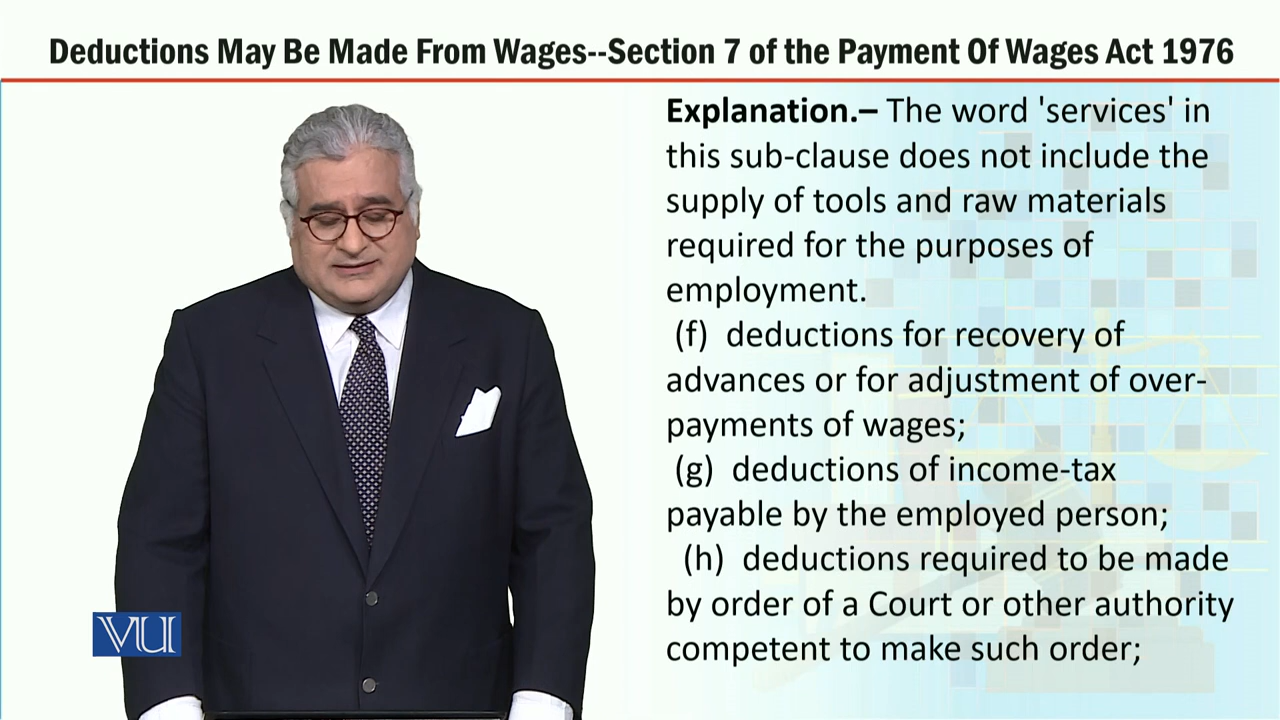 Deductions May Be Made From Wages--Section 7 of the Payment Of Wages Act 1976
Explanation.– The word 'services' in
this sub-clause does not include the
supply of tools and raw materials
required for the purposes of
employment.
(f) deductions for recovery of
advances or for adjustment of over-
payments of wages;
(g) deductions of income-tax
payable by the employed person;
(h) deductions required to be made
by order of a Court or other authority
competent to make such order;
VU